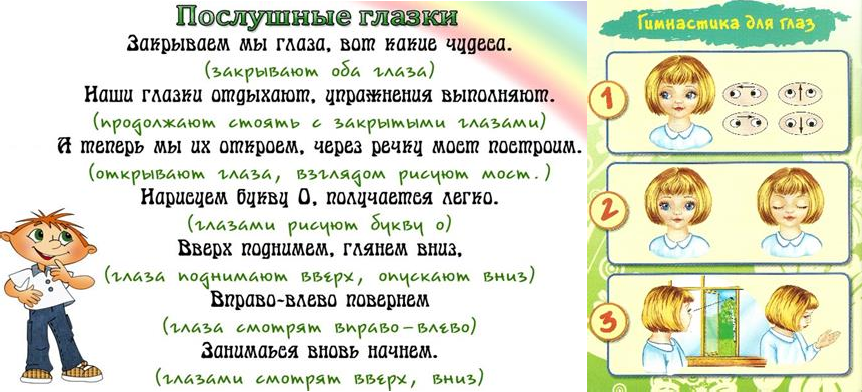 Послушные глазки
Закрываем мы глаза, вот какие чудеса.
(закрывают оба глаза)
Наши глазки отдыхают, упражнения выполняют.
(продолжают стоять с закрытыми глазами)
А теперь мы их откроем, через речку мост построим.
(открывают глаза, взглядом рисуют мост.)
Нарисуем букву О, получается легко.
(глазами рисуют букву о)
Вверх поднимем, глянем вниз,
(глаза поднимают вверх, опускают вниз)
Вправо-влево повернем
(глаза смотрят вправо-влево)
Заниматься вновь начнем.
(глазами смотрят вверх, вниз)
Гимнастика для глаз
1
2
3